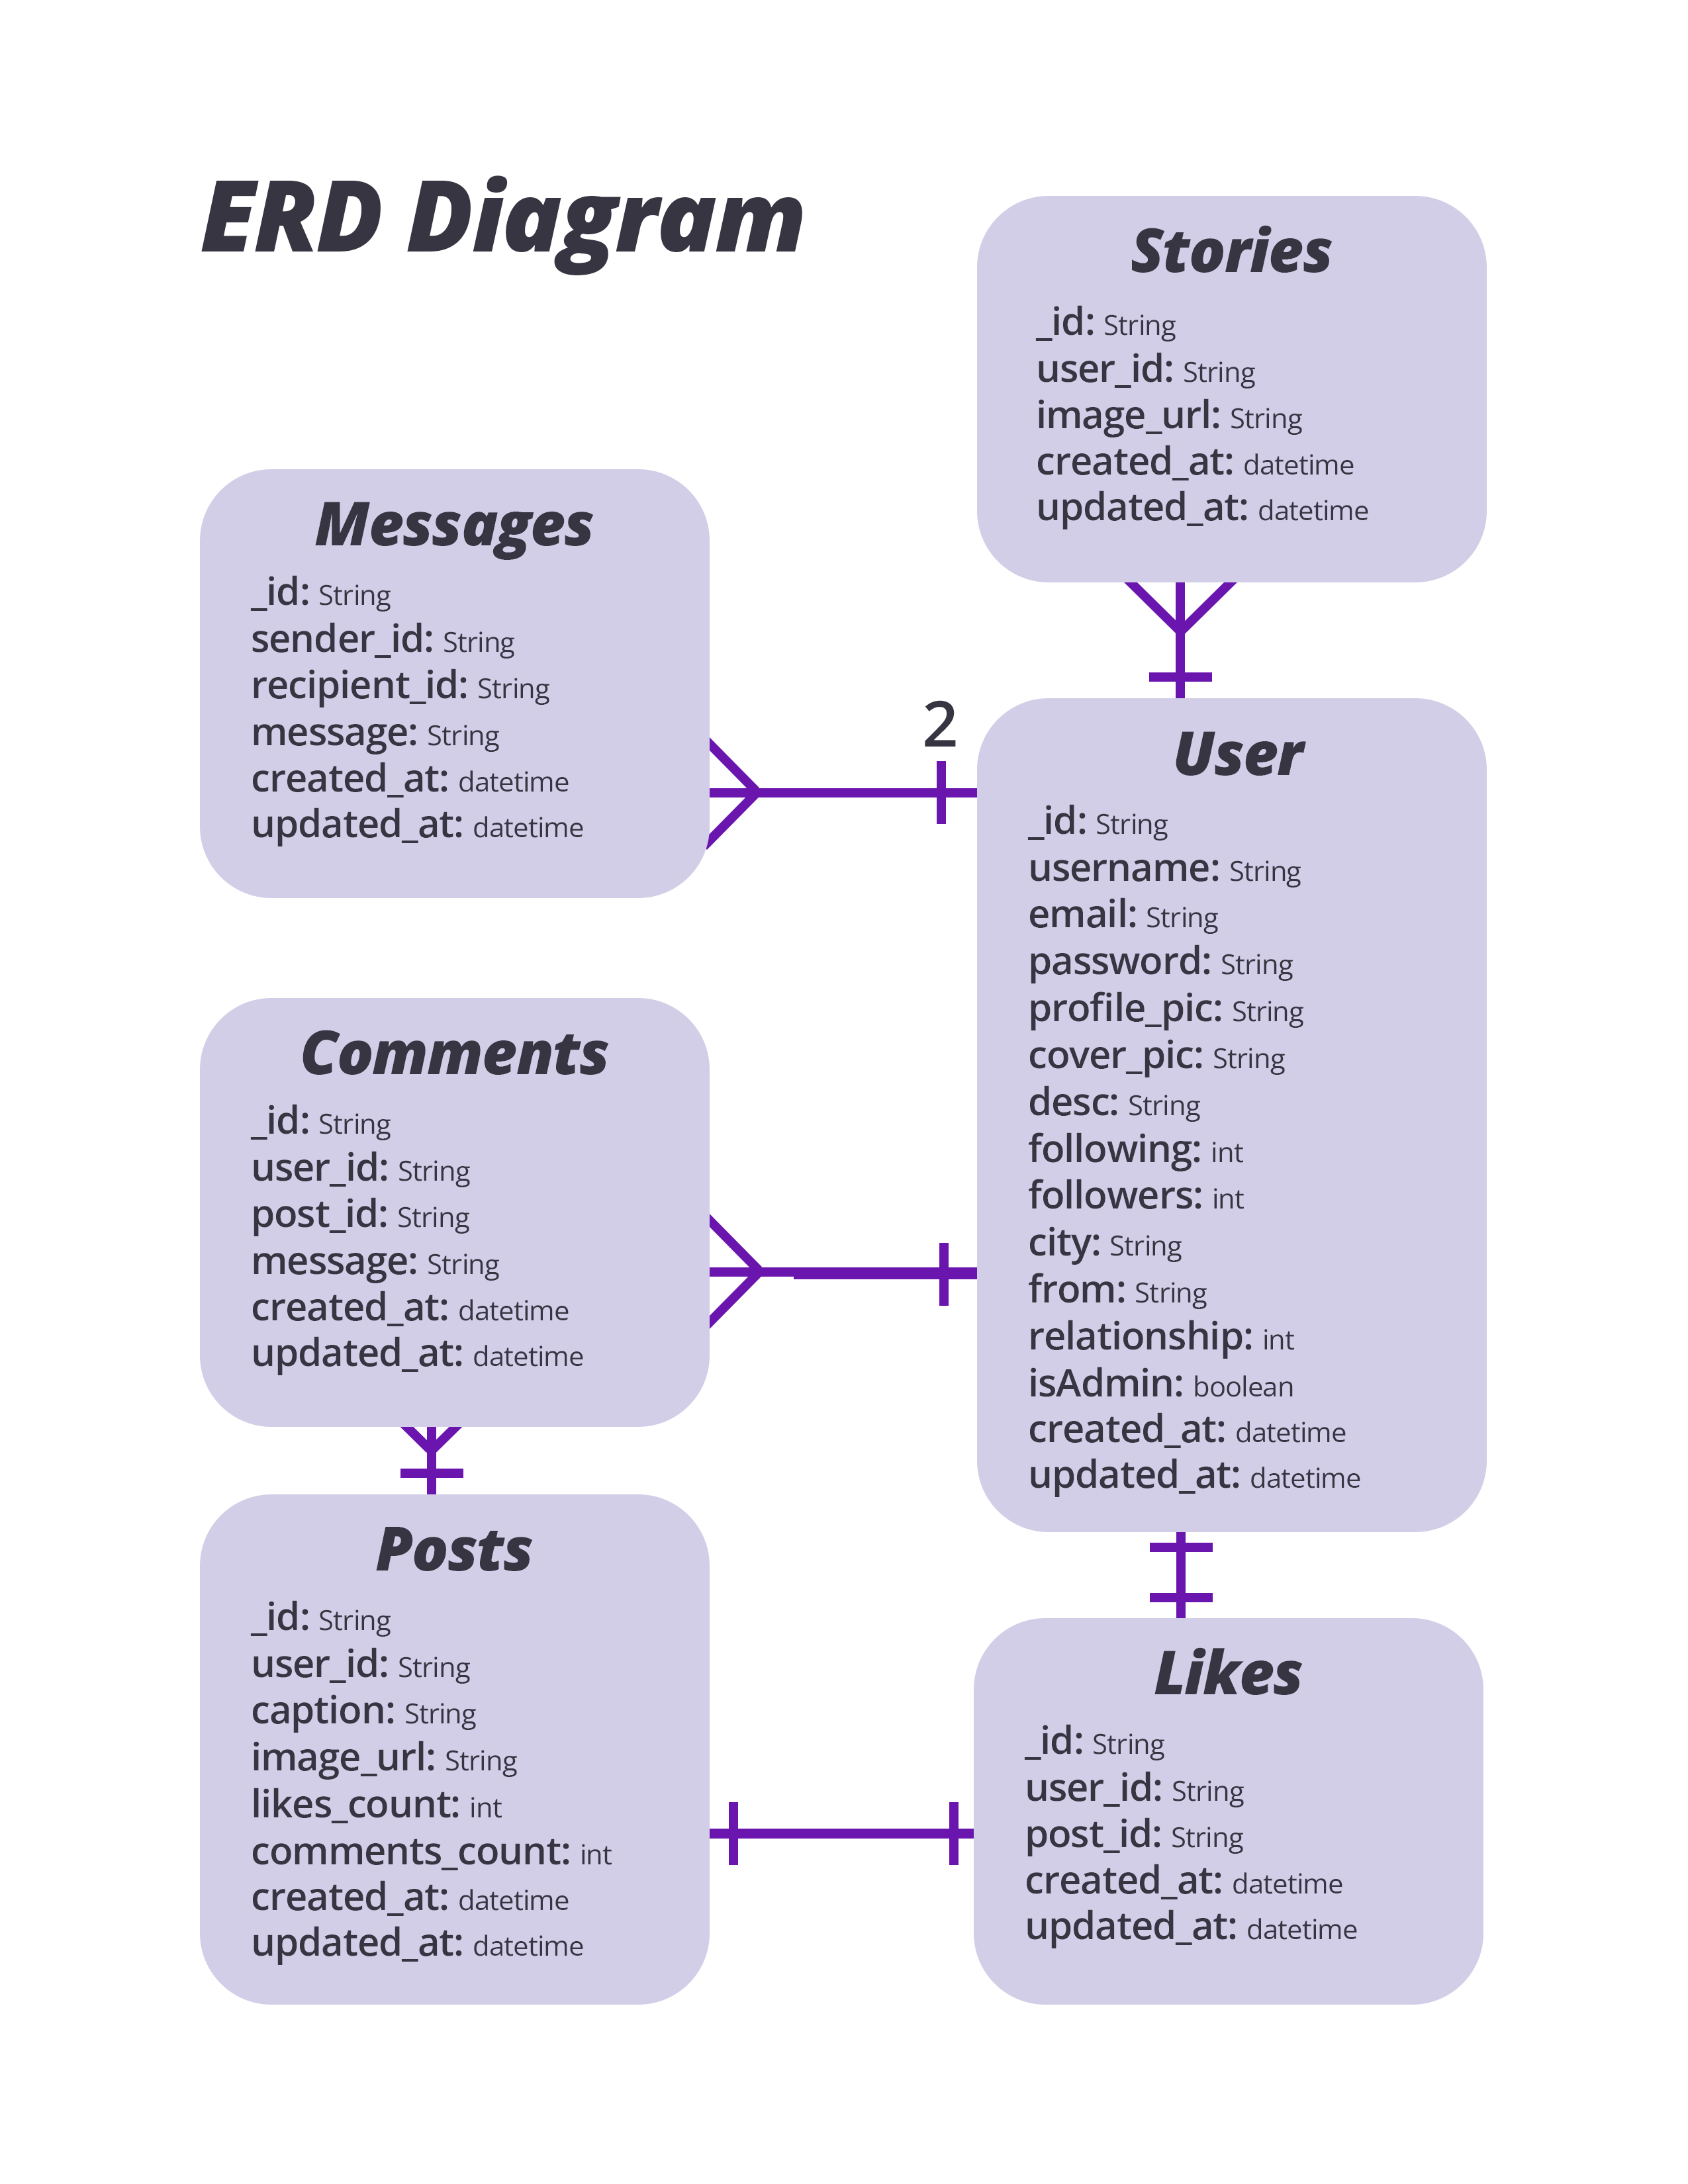 ERD Diagram
Stories
_id: String
user_id: String
image_url: String
created_at: datetime
updated_at: datetime
Messages
_id: String
sender_id: String
recipient_id: String
message: String
created_at: datetime
updated_at: datetime
2
User
_id: String
username: String
email: String
password: String
profile_pic: String
cover_pic: String
desc: String
following: int
followers: int
city: String
from: String
relationship: int
isAdmin: boolean
created_at: datetime
updated_at: datetime
Comments
_id: String
user_id: String
post_id: String
message: String
created_at: datetime
updated_at: datetime
Posts
_id: String
user_id: String
caption: String
image_url: String
likes_count: int
comments_count: int
created_at: datetime
updated_at: datetime
Likes
_id: String
user_id: String
post_id: String
created_at: datetime
updated_at: datetime